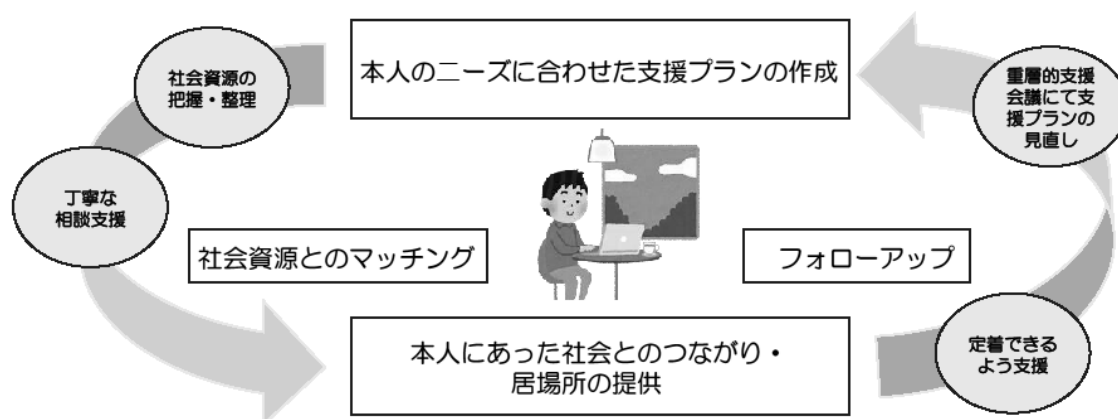 本人のニーズに合わせた支援プランの作成
社会資源の
把握・整理
重層的支援
会議にて支
援プランの
見直し
丁寧な
相談支援
社会資源とのマッチング
フォローアップ
本人にあった社会とのつながり・
居場所の提供
定着できる
よう支援